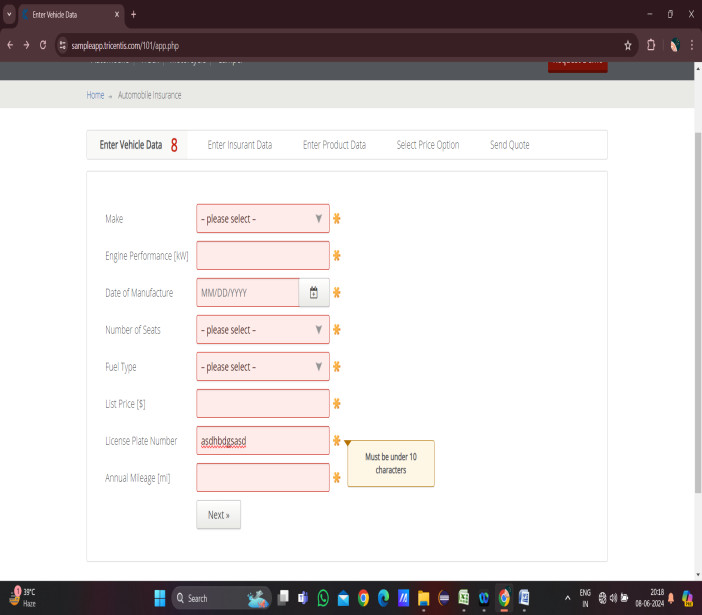 Enter Vehicle Data
sampleapp.tricentis.com/101/app.php
Home
Automobile Insurance
Enter Vehicle Data 8 Enter Insurant Data Enter Product Data Select Price Option Send Quote
Make – please select –
Engine Performance [kW]
Date of Manufacture MM/DD/YYYY
Number of Seats – please select –
Fuel Type – please select –
List Price [$]
License Plate Number asdhbdgsasd
Must be under 10
characters
Annual Mileage [mi]
Next »
1
39°C
Haze
Search
ENG
IN
20:18
08-06-2024